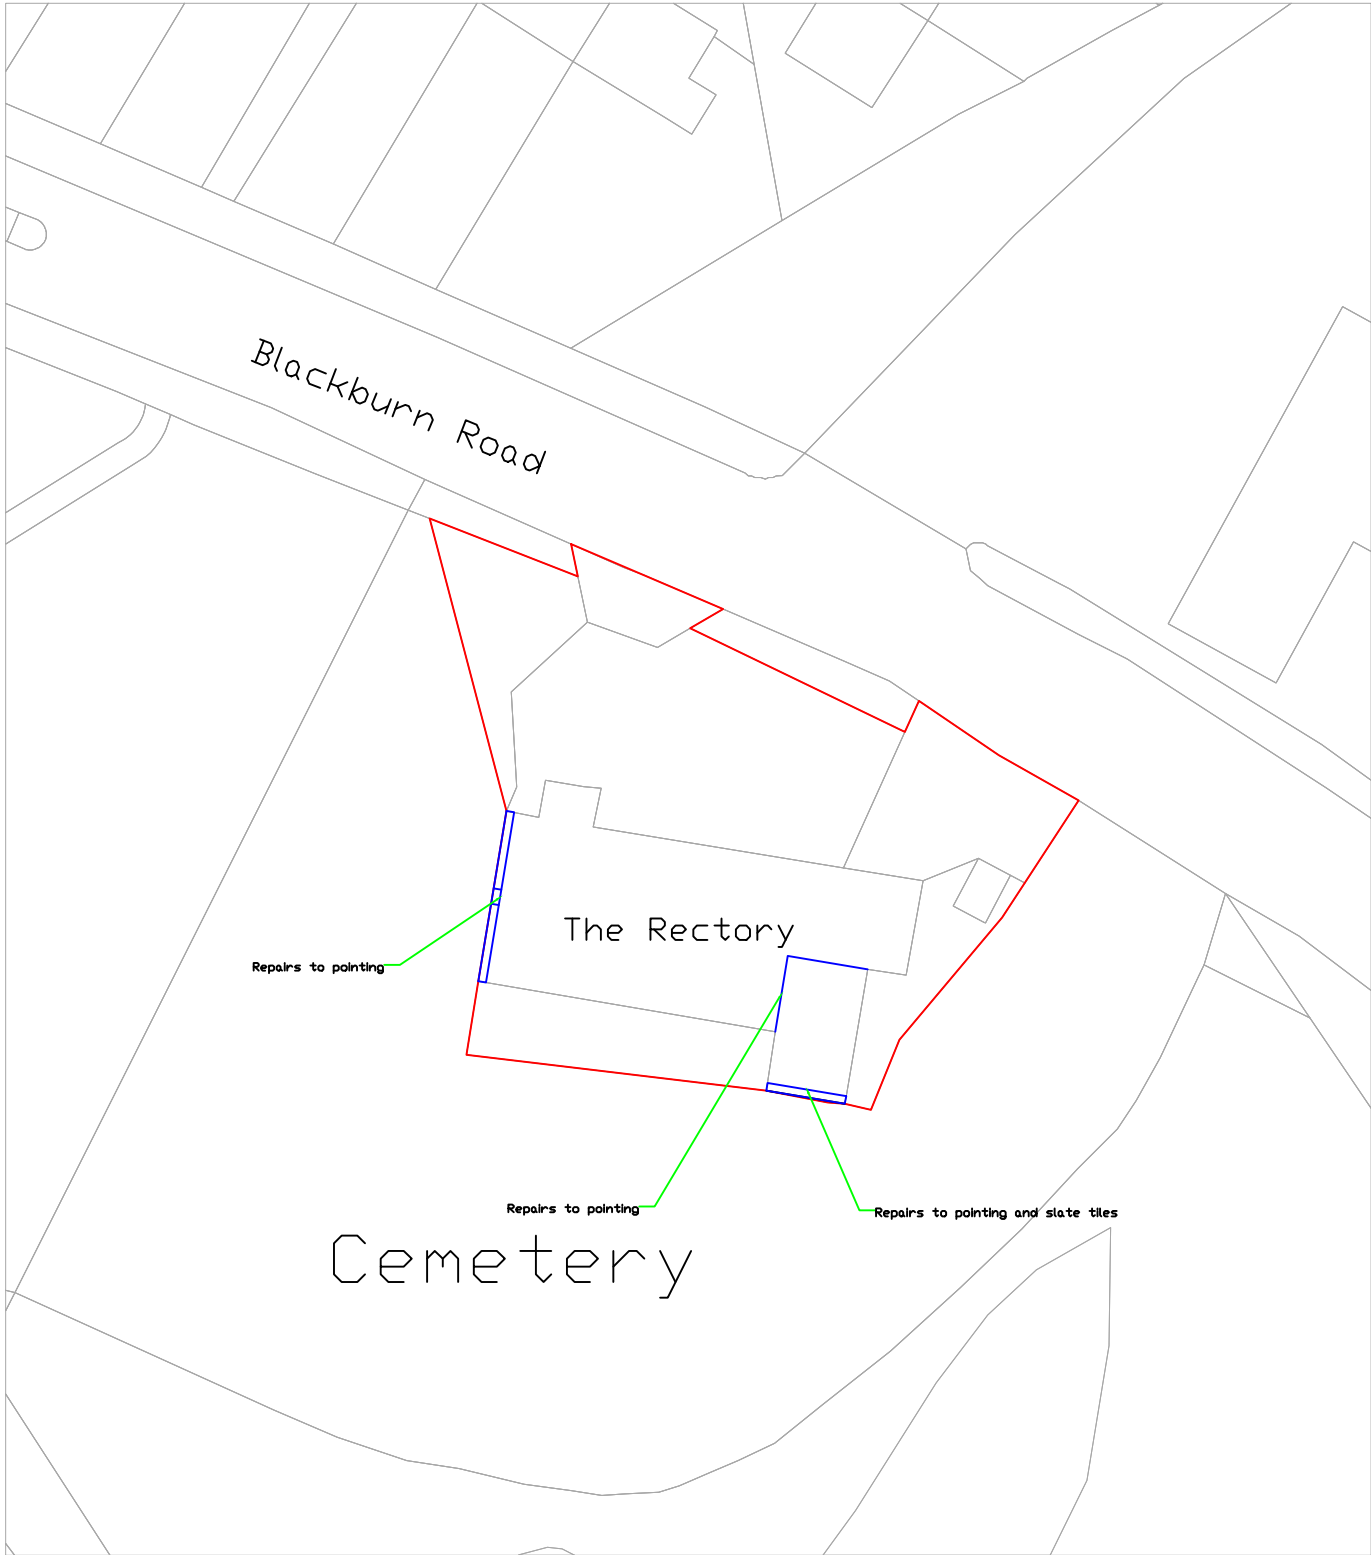 Blackburn Road
The Rectory
Repairs to pointing
Repairs to pointing
Repairs to pointing and slate tiles
Cemetery